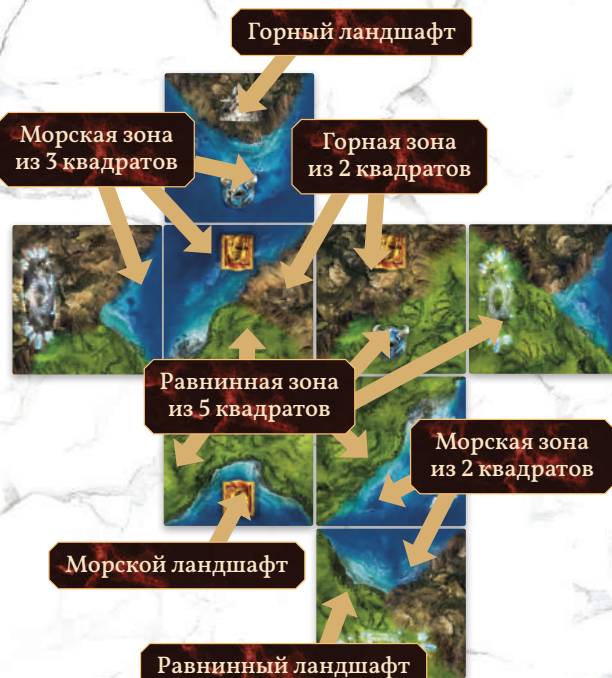 Горный ландшафт
Морская зона
из 3 квадратов
Горная зона
из 2 квадратов
Равнинная зона
из 5 квадратов
Морская зона
из 2 квадратов
Морской ландшафт
Равнинный ландшафт